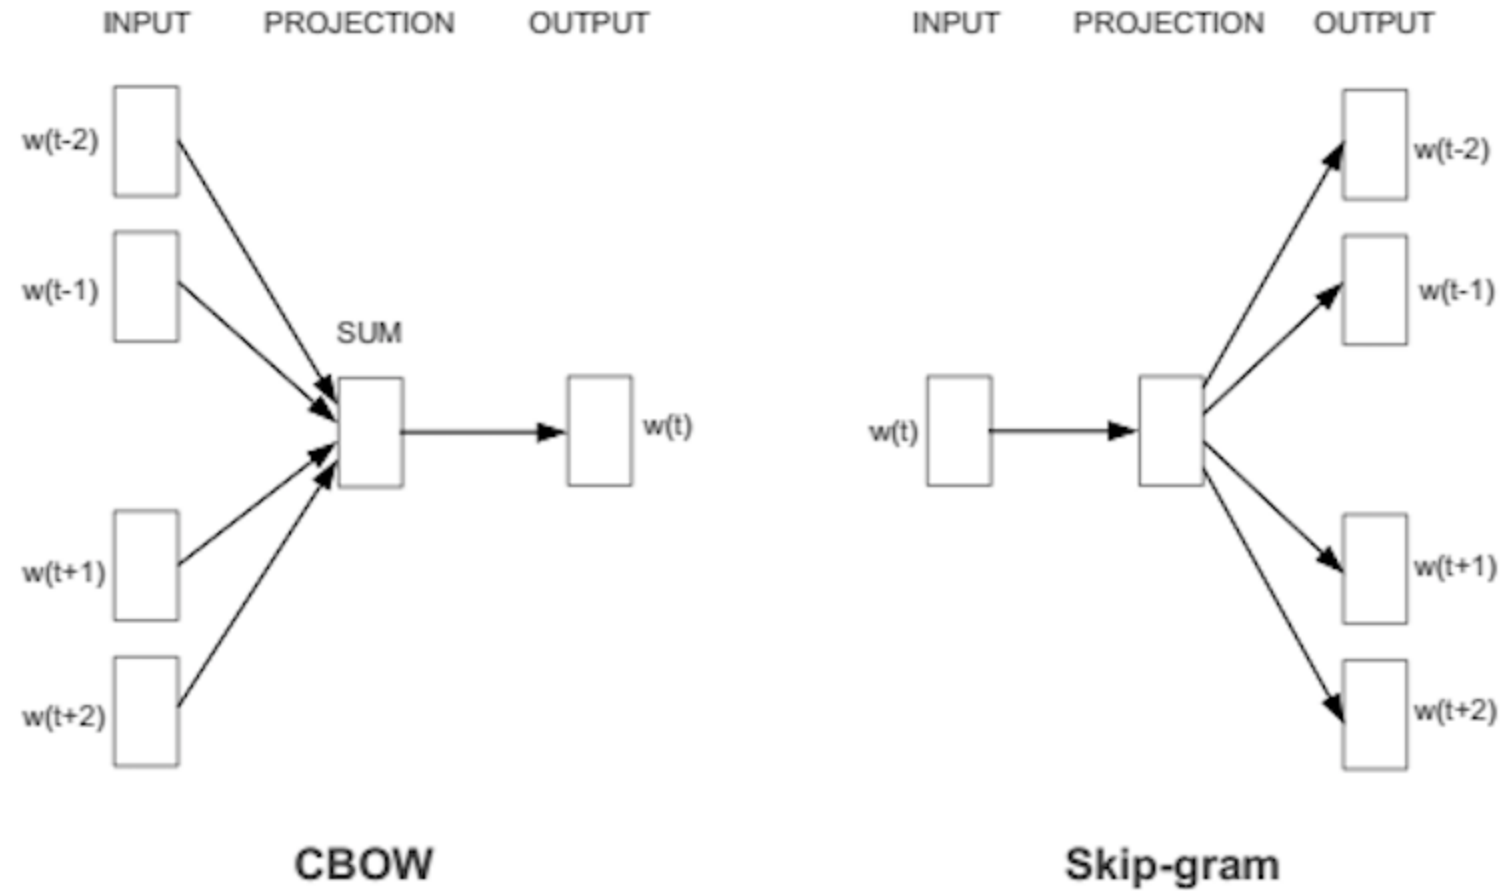 INPUT PROJECTION OUTPUT
w(t-2)
w(t-1)
SUM
w(t)
w(t+1)
w(t+2)
CBOW
INPUT PROJECTION OUTPUT
w(t-2)
w(t-1)
w(t)
w(t+1)
w(t+2)
Skip-gram